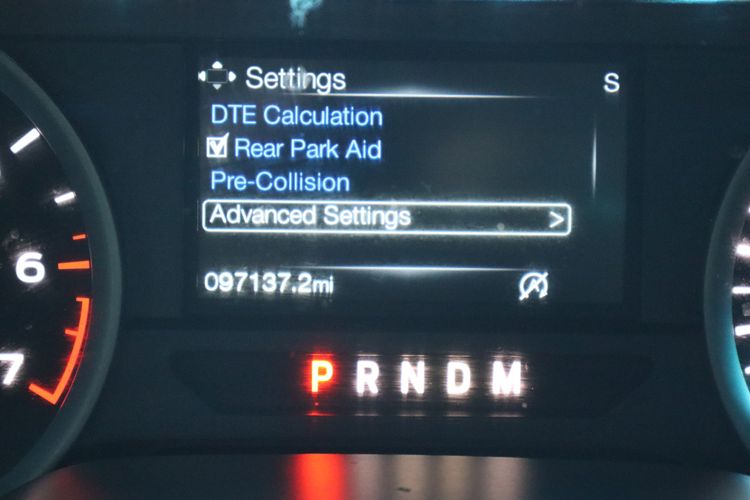 Settings S
DTE Calculation
Rear Park Aid
Pre-Collision
Advanced Settings >
097137.2mi
6
7
P R N D M